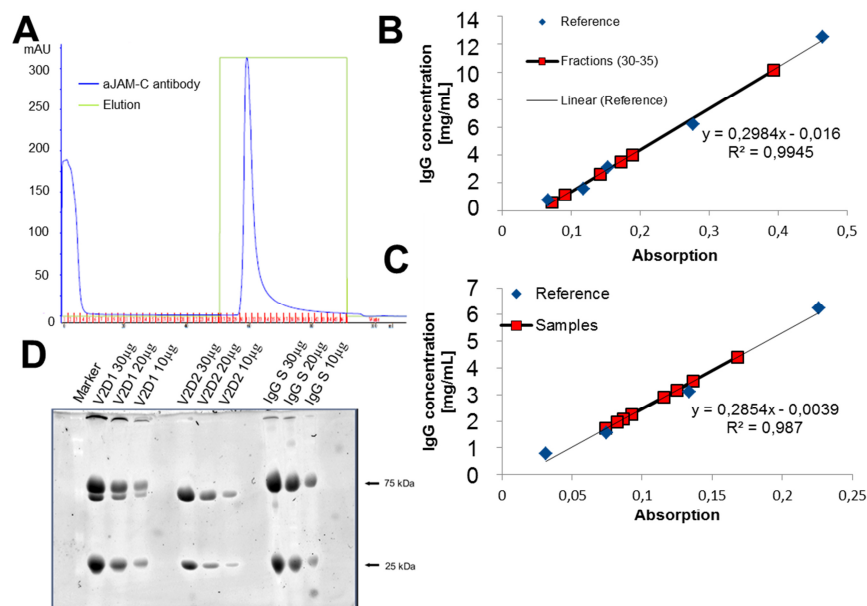 A
mAU
300
250
200
150
100
50
0
aJAM-C antibody
Elution
B
14
12
10
8
6
4
2
0
IgG concentration
[mg/mL]
Reference
Fractions (30-35)
Linear (Reference)
y = 0,2984x - 0,016
R² = 0,9945
0
0,1
0,2
0,3
0,4
0,5
Absorption
C
7
6
5
4
3
2
1
0
IgG concentration
[mg/mL]
Reference
Samples
y = 0,2854x - 0,0039
R² = 0,987
0
0,05
0,1
0,15
0,2
0,25
Absorption
D
Marker
V2D1 30µg
V2D1 20µg
V2D1 10µg
V2D2 30µg
V2D2 20µg
V2D2 10µg
IgG S 30µg
IgG S 20µg
IgG S 10µg
75 kDa
25 kDa